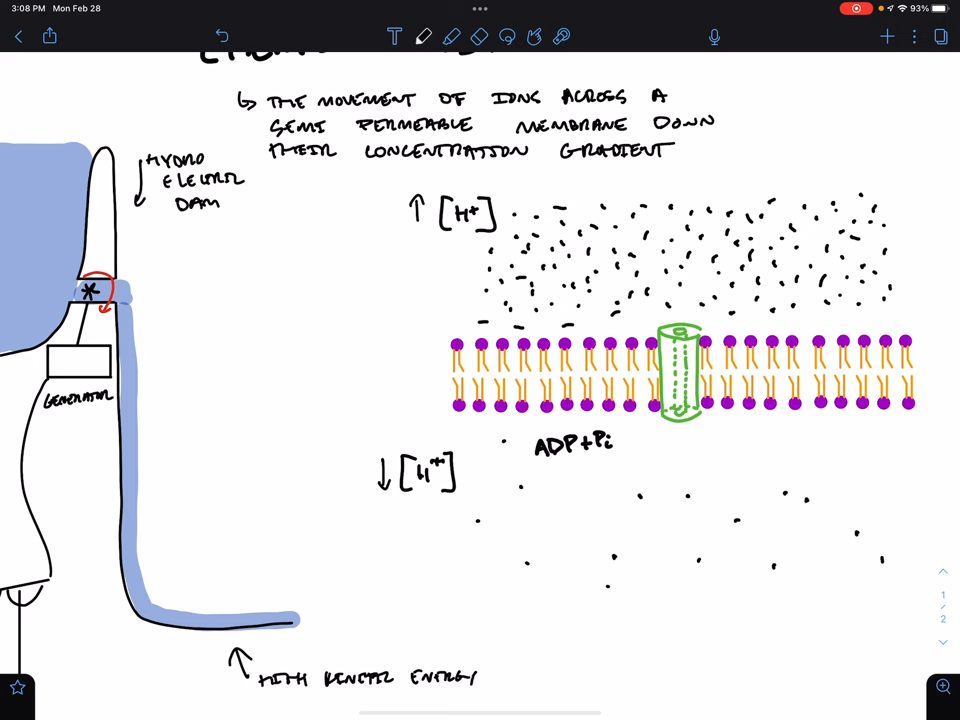 3:08 PM Mon Feb 28
93%
↳ THE MOVEMENT OF IONS ACROSS A
SEMI PERMEABLE MEMBRANE DOWN
THEIR CONCENTRATION GRADIENT
HYDRO
ELECTRIC
DAM
↑ [H+]
GENERATOR
ADP+Pi
↓ [H+]
1
/
2
KINETIC ENERGY